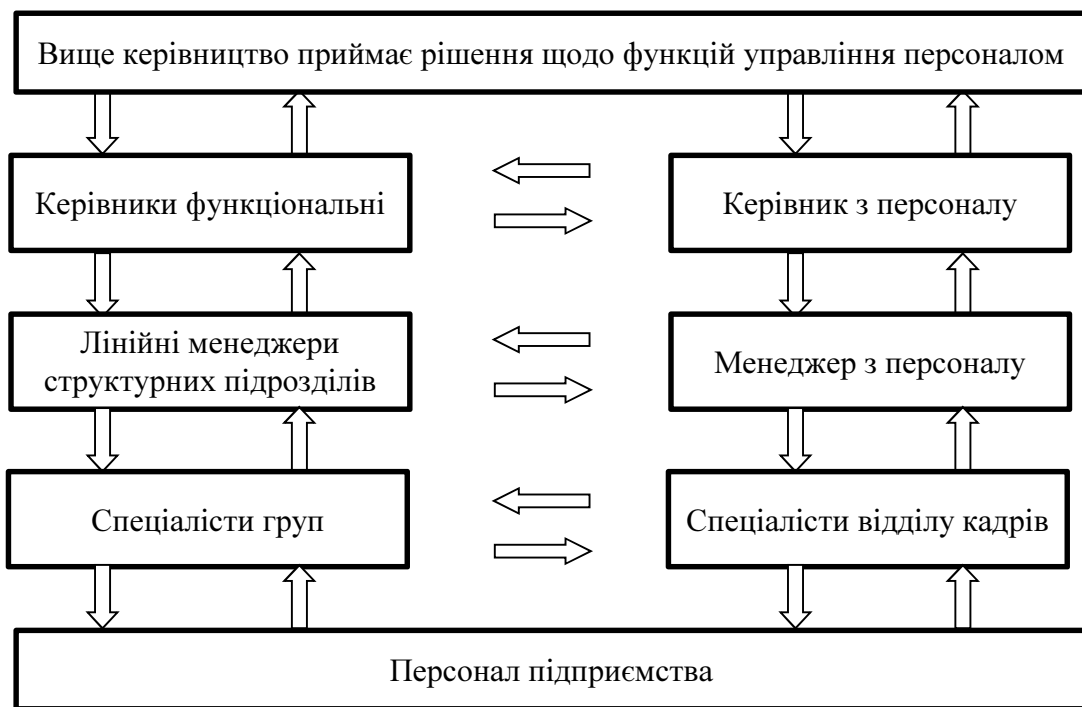 Вище керівництво приймає рішення щодо функцій управління персоналом
Керівники функціональні
Керівник з персоналу
Лінійні менеджери
структурних підрозділів
Менеджер з персоналу
Спеціалісти груп
Спеціалісти відділу кадрів
Персонал підприємства